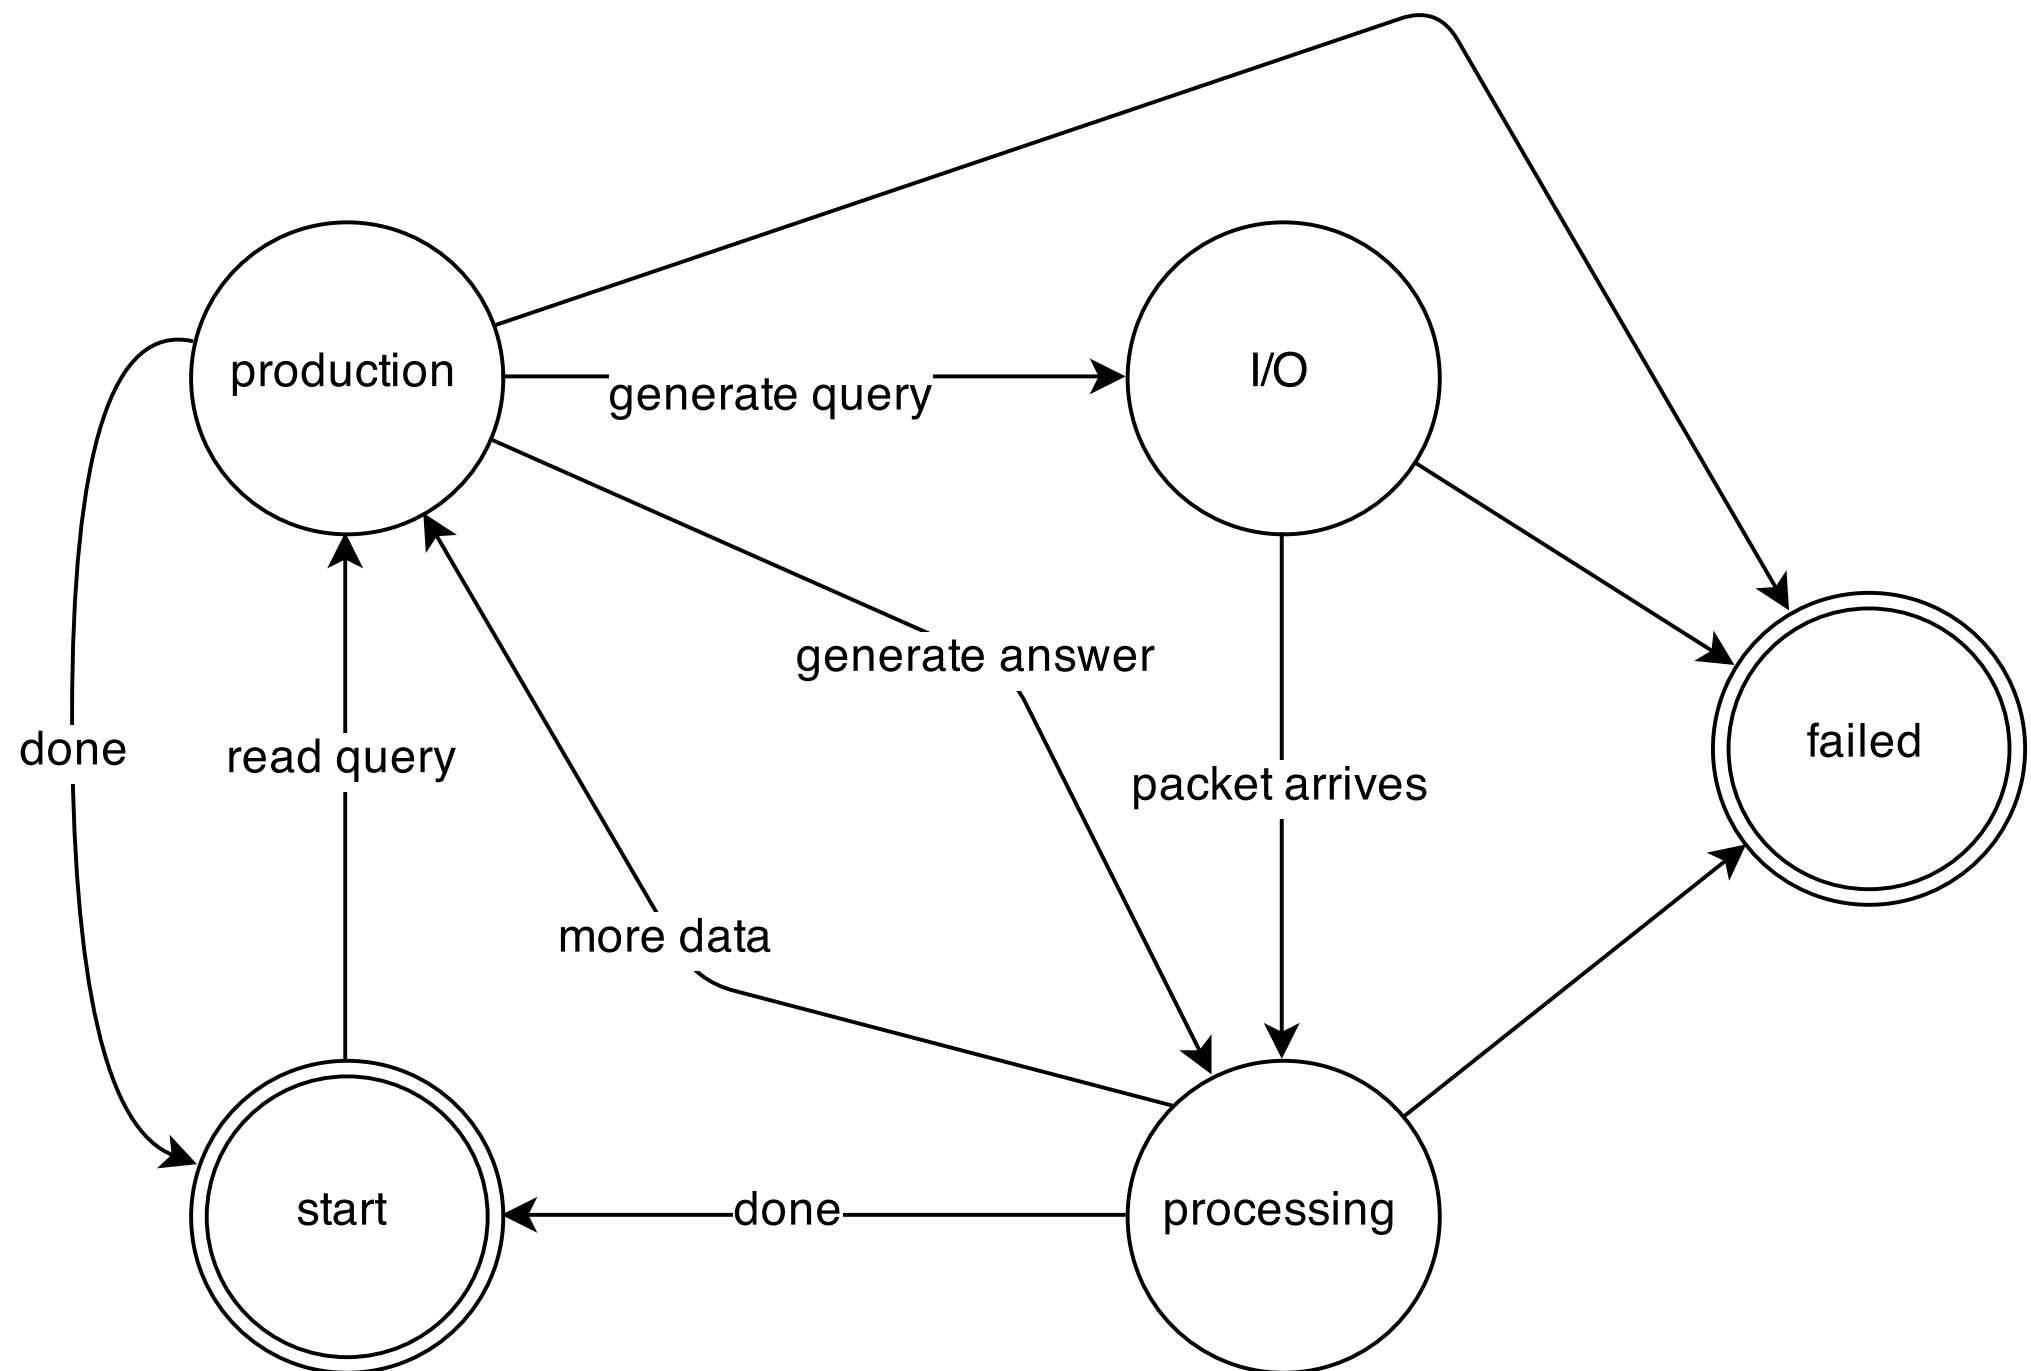 production
generate query
I/O
generate answer
failed
done
read query
packet arrives
more data
start
done
processing